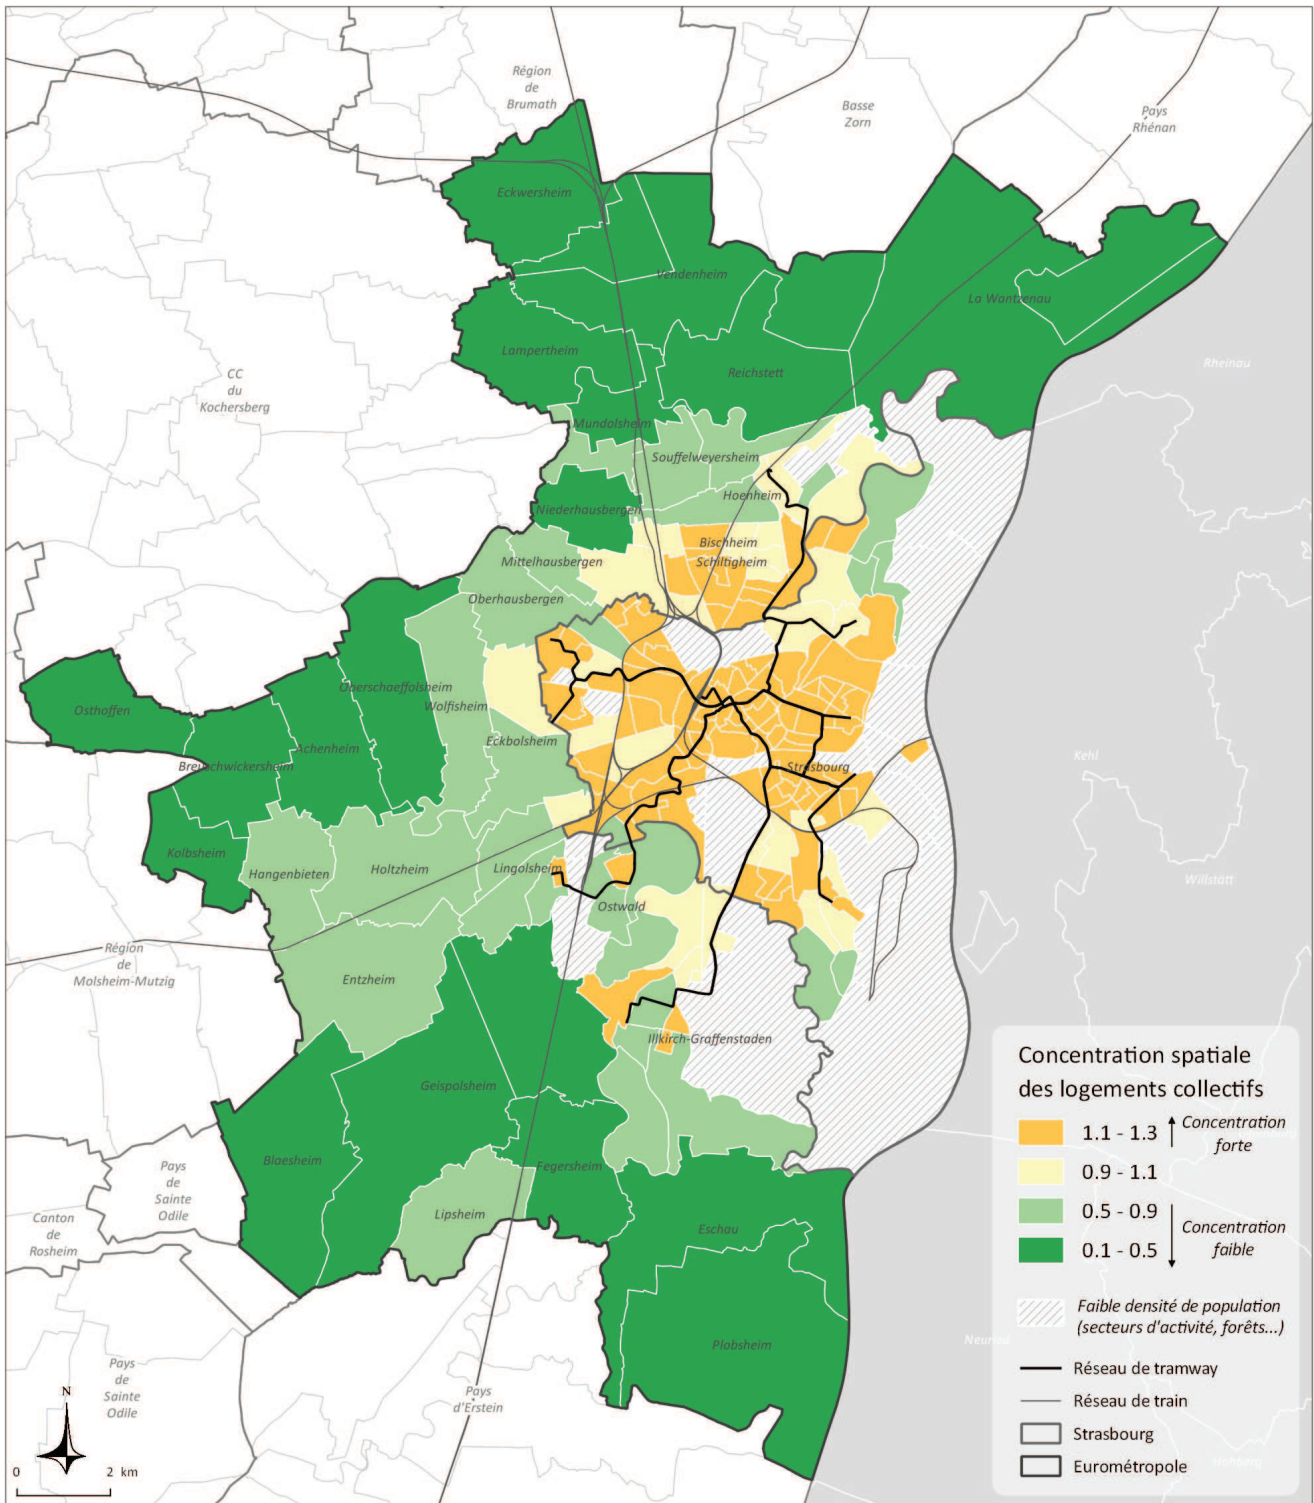 Région
de
Brumath
Basse
Zorn
Pays
Rhénan
Eckwersheim
Vendenheim
La Wantzenau
Lampertheim
Reichstett
Rheinau
CC
du
Kochersberg
Mundolsheim
Souffelweyersheim
Hoenheim
Niederhausbergen
Bischheim
Schiltigheim
Mittelhausbergen
Oberhausbergen
Oberschaeffolsheim
Wolfisheim
Osthoffen
Achenheim
Eckbolsheim
Breuschwickersheim
Strasbourg
Kehl
Kolbsheim
Hangenbieten
Holtzheim
Lingolsheim
Willstätt
Ostwald
Région
de
Molsheim-Mutzig
Entzheim
Illkirch-Graffenstaden
Geispolsheim
Blaesheim
Fegersheim
Pays
de
Sainte
Odile
Canton
de
Rosheim
Lipsheim
Eschau
Plobsheim
Pays
de
Sainte
Odile
Pays
d'Erstein
N
0 2 km
Concentration spatiale
des logements collectifs
1.1 - 1.3 Concentration
forte
0.9 - 1.1
0.5 - 0.9 Concentration
0.1 - 0.5 faible
Faible densité de population
(secteurs d'activité, forêts...)
Réseau de tramway
Réseau de train
Strasbourg
Eurométropole